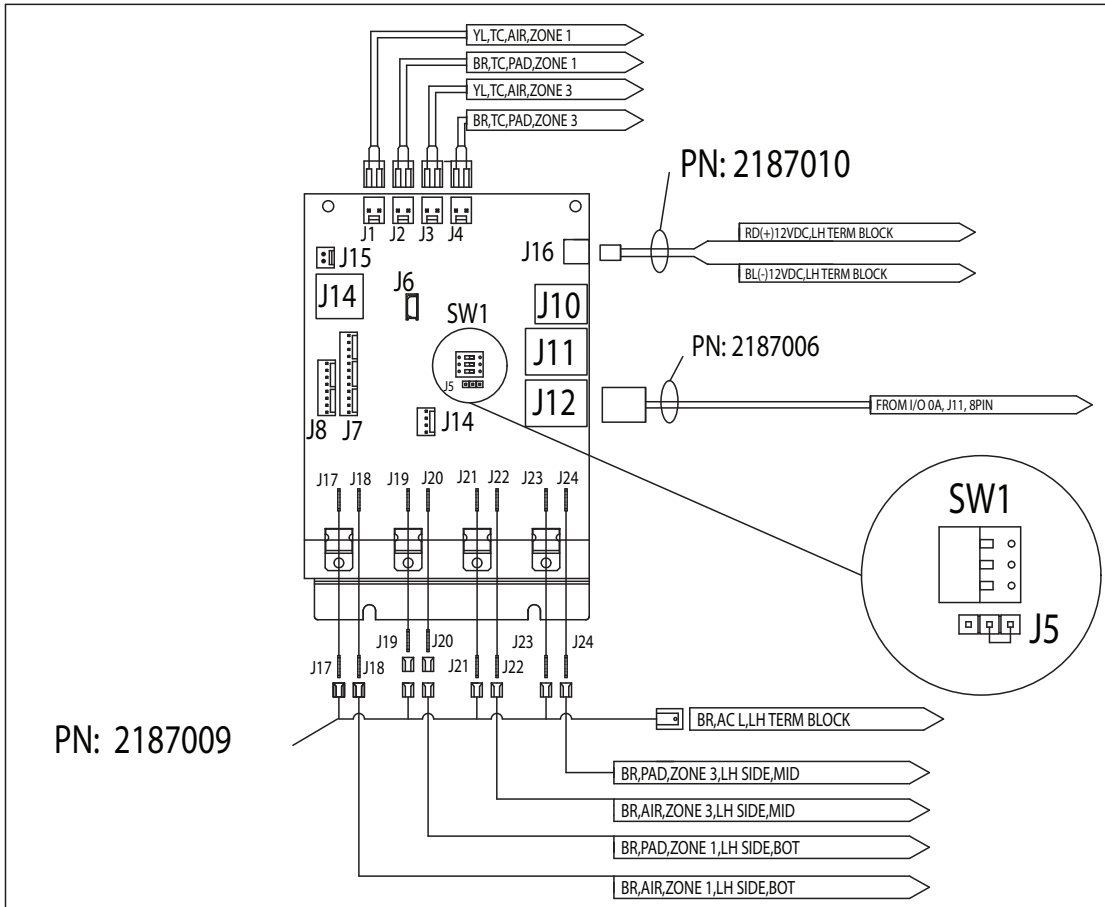 YL,TC,AIR,ZONE 1
BR,TC,PAD,ZONE 1
YL,TC,AIR,ZONE 3
BR,TC,PAD,ZONE 3
PN: 2187010
J1 J2 J3 J4
RD(+)12VDC,LH TERM BLOCK
BL(-)12VDC,LH TERM BLOCK
J15
J16
J14
J6
SW1
J10
J11
J5
PN: 2187006
J12
FROM I/O 0A, J11, 8PIN
J8 J7
J14
J17 J18 J19 J20 J21 J22 J23 J24
SW1
J5
J19 J20 J23 J24
J17 J18 J21 J22
BR,AC L,LH TERM BLOCK
PN: 2187009
BR,PAD,ZONE 3,LH SIDE,MID
BR,AIR,ZONE 3,LH SIDE,MID
BR,PAD,ZONE 1,LH SIDE,BOT
BR,AIR,ZONE 1,LH SIDE,BOT